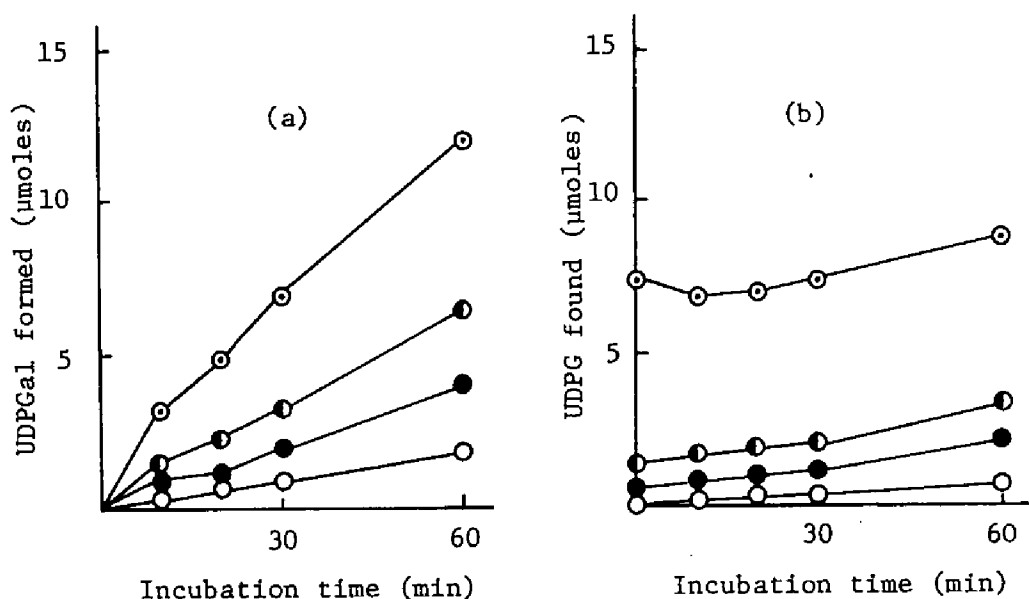 15
10
5
UDPGal formed (μmoles)
(a)
30
60
Incubation time (min)
15
10
5
UDPG found (μmoles)
(b)
30
60
Incubation time (min)